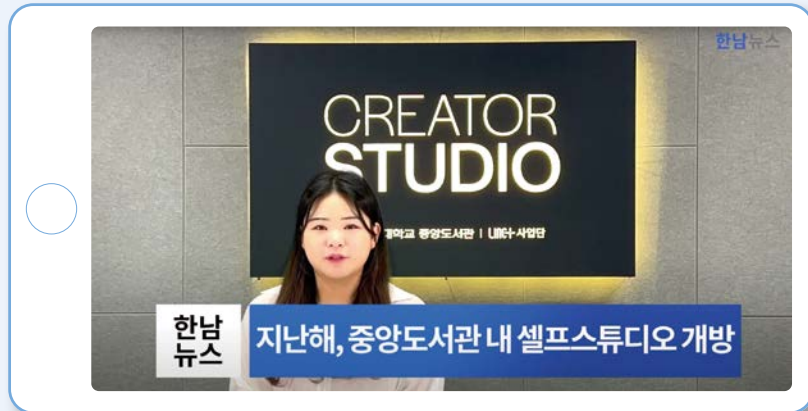 한남뉴스
CREATOR
STUDIO
대학교 중앙도서관 | LINC+사업단
한남
뉴스
지난해, 중앙도서관 내 셀프스튜디오 개방